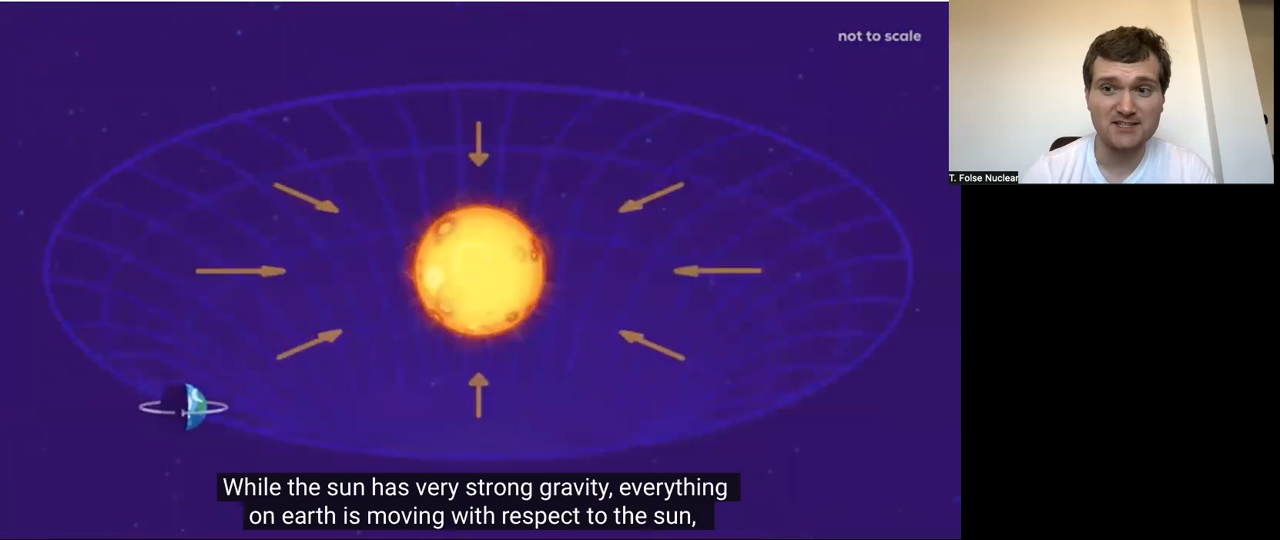 not to scale
T. Folse Nuclear
While the sun has very strong gravity, everything
on earth is moving with respect to the sun,